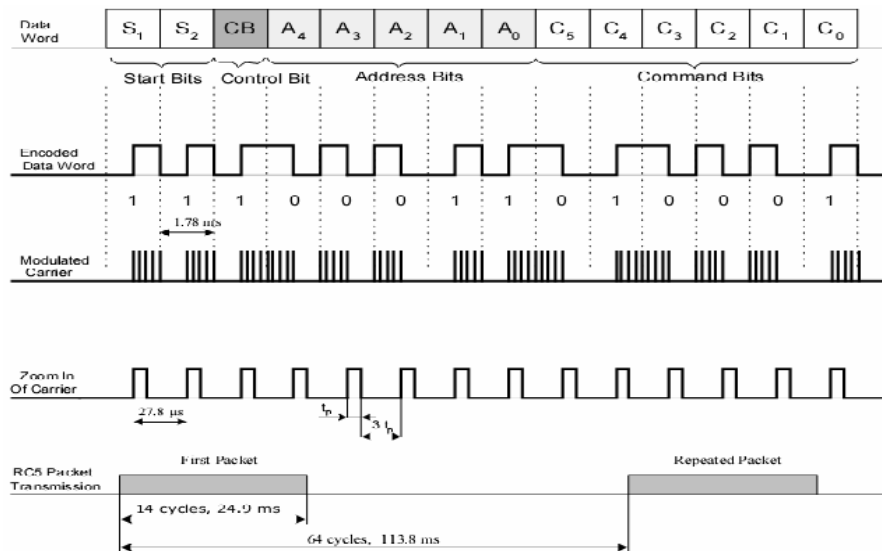 Data
Word
S1 S2 CB A4 A3 A2 A1 A0 C5 C4 C3 C2 C1 C0
Start Bits Control Bit Address Bits Command Bits
Encoded
Data Word
1 1 1 0 0 0 1 1 0 1 0 0 0 1
1.78 ms
Modulated
Carrier
Zoom In
Of Carrier
27.8 µs
tp
3 tp
RC5 Packet
Transmission
First Packet
Repeated Packet
14 cycles, 24.9 ms
64 cycles, 113.8 ms